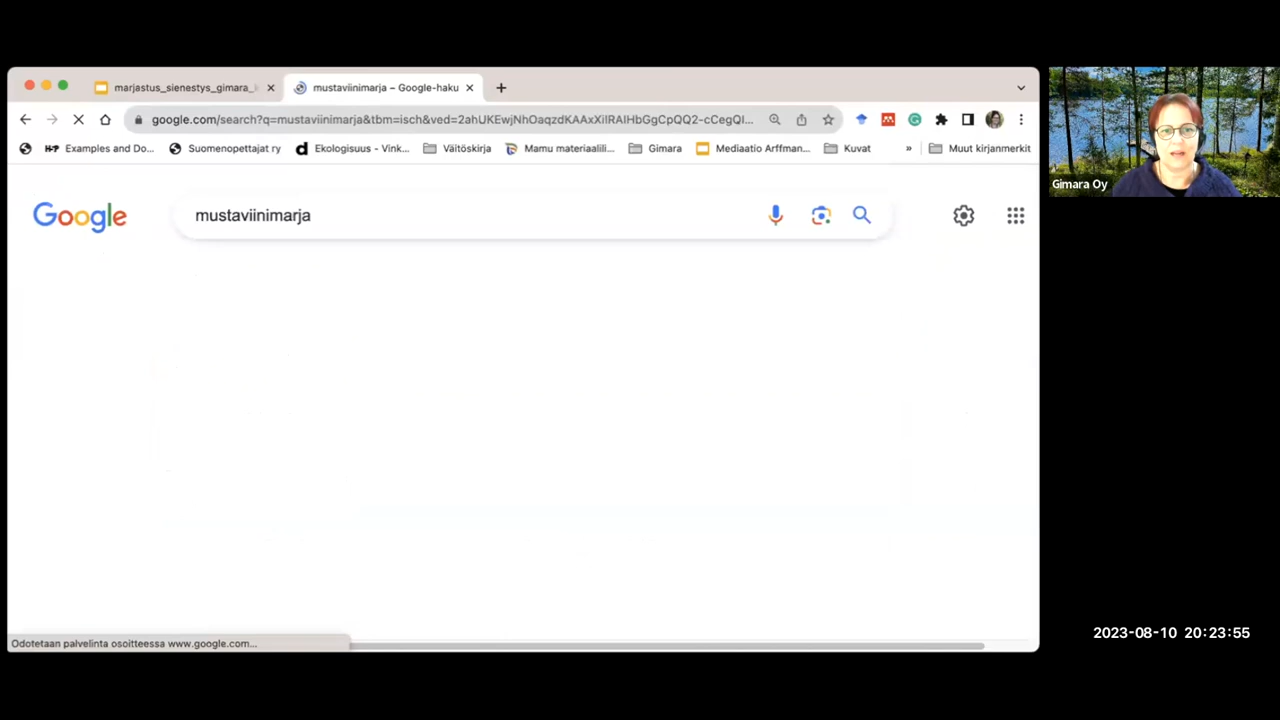 marjastus_sienestys_gimara_
mustaviinimarja – Google-haku
google.com/search?q=mustaviinimarja&tbm=isch&ved=2ahUKEwjNhOaqzdKAAxXiIRAIHbGgCpQQ2-cCegQI...
Examples and Do...
Suomenopettajat ry
Ekologisuus - Vink...
Väitöskirja
Mamu materiaalili...
Gimara
Mediaatio Arffman...
Kuvat
»
Muut kirjanmerkit
Gimara Oy
Google
mustaviinimarja
Odotetaan palvelinta osoitteessa www.google.com...
2023-08-10 20:23:55